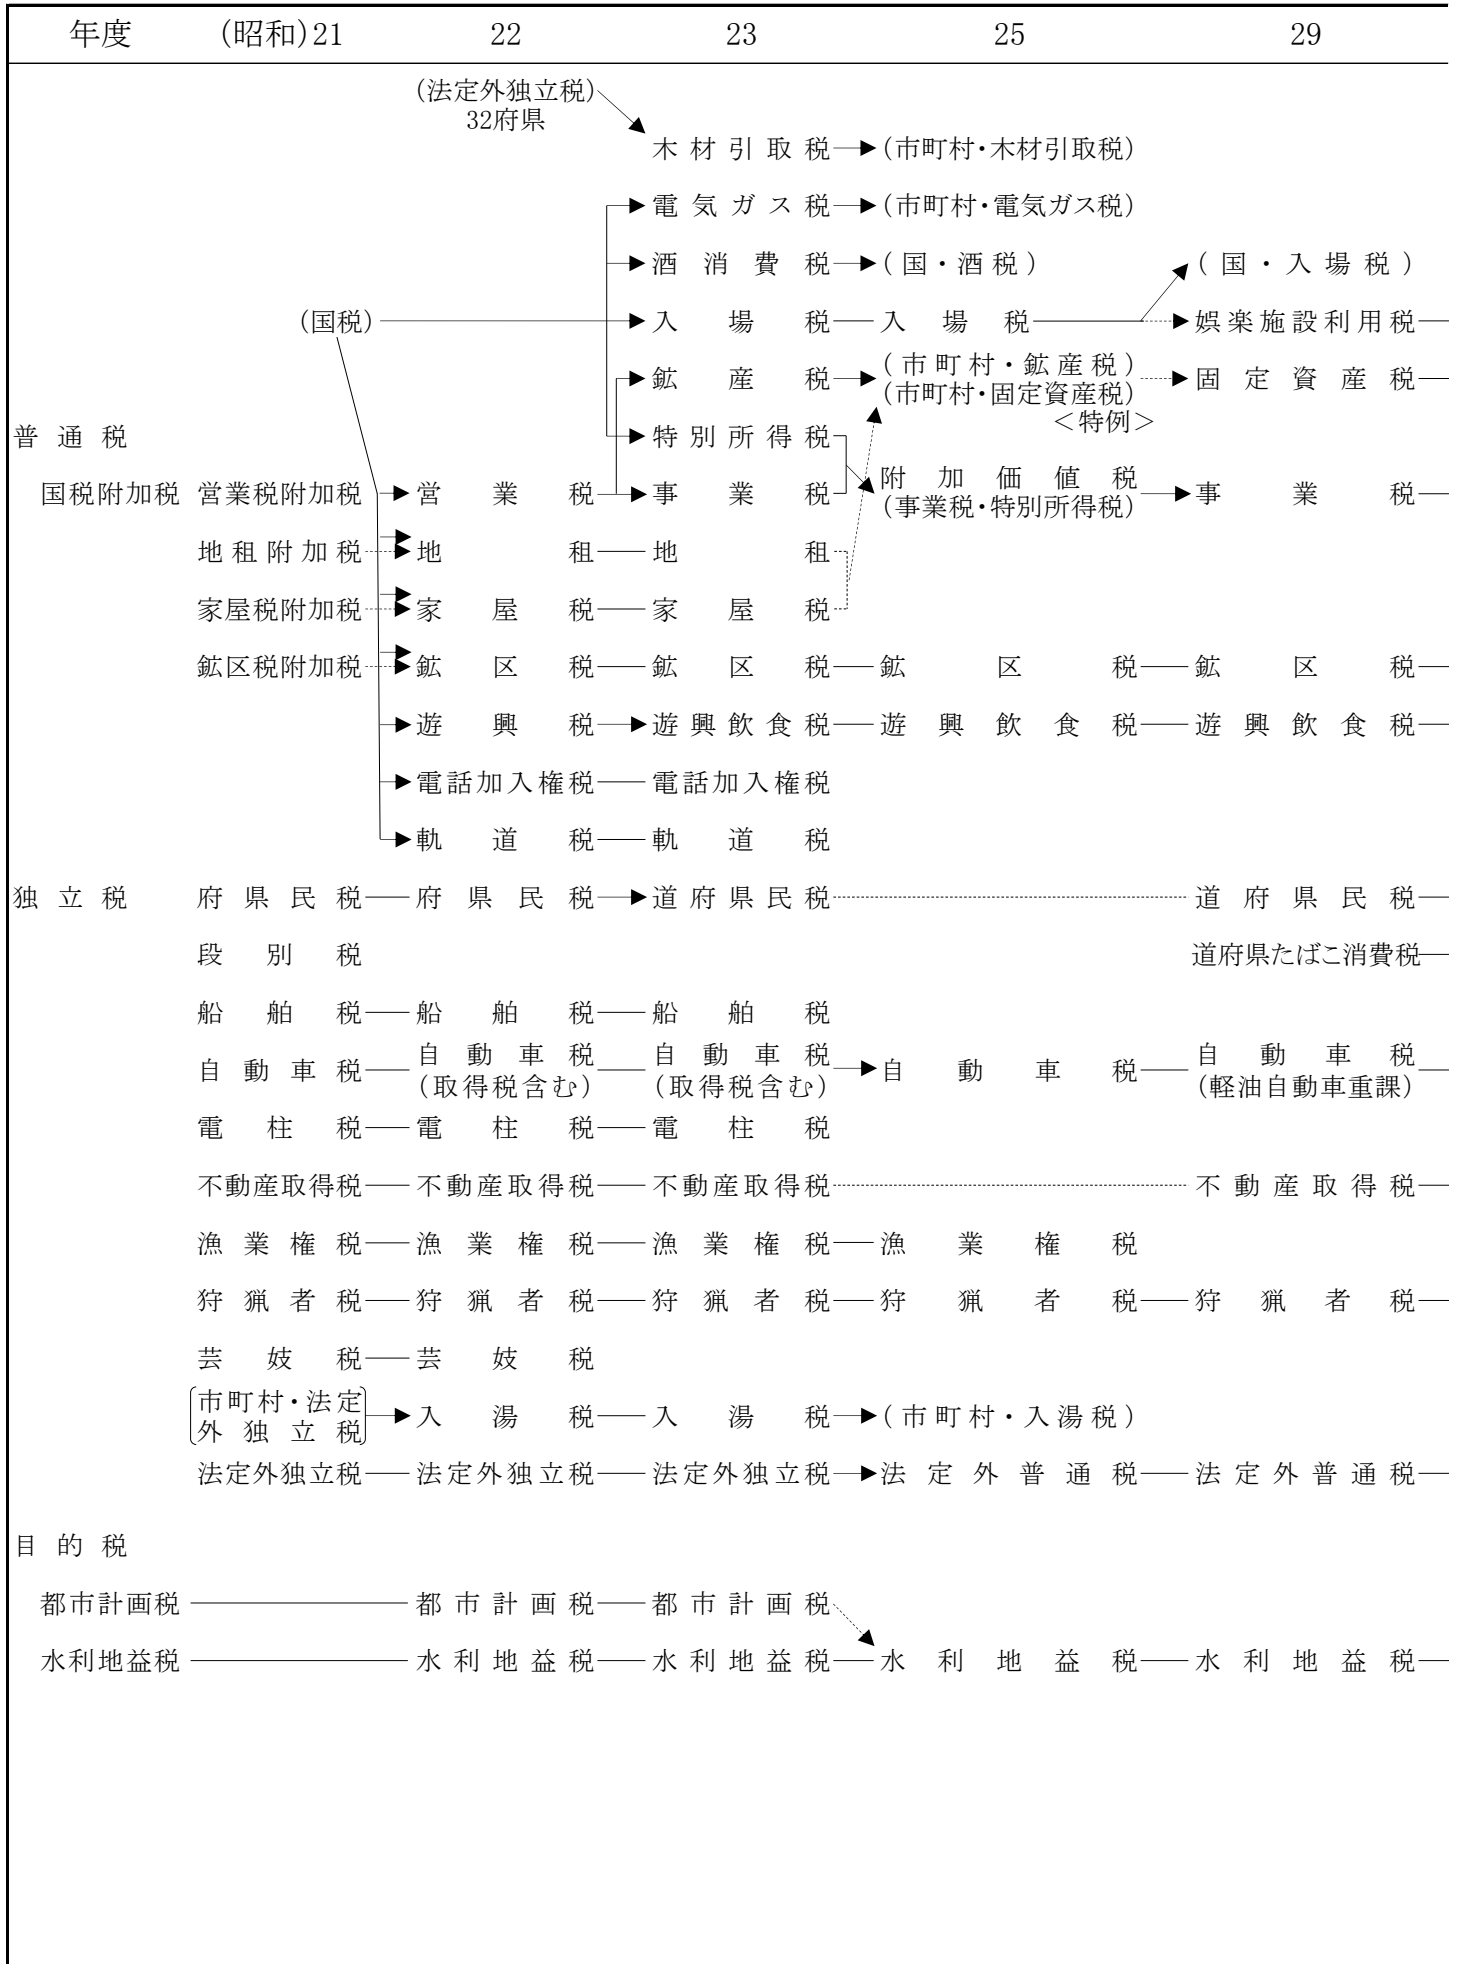 年度 (昭和)21 22 23 25 29
(法定外独立税)
32府県
木材引取税 (市町村・木材引取税)
電気ガス税 (市町村・電気ガス税)
酒消費税 (国・酒税) (国・入場税)
(国税) 入場税 入場税 娯楽施設利用税
鉱産税 (市町村・鉱産税) 固定資産税
(市町村・固定資産税)
＜特例＞
普通税 特別所得税
国税附加税 営業税附加税 営業税 事業税 附加価値税 事業税
(事業税・特別所得税)
地租附加税 地租 地租
家屋税附加税 家屋税 家屋税
鉱区税附加税 鉱区税 鉱区税 鉱区税 鉱区税
遊興税 遊興飲食税 遊興飲食税 遊興飲食税
電話加入権税 電話加入権税
軌道税 軌道税
独立税 府県民税 府県民税 道府県民税 道府県民税
段別税 道府県たばこ消費税
船舶税 船舶税 船舶税
自動車税 自動車税 自動車税 自動車税 自動車税
(取得税含む) (取得税含む) (軽油自動車重課)
電柱税 電柱税 電柱税
不動産取得税 不動産取得税 不動産取得税 不動産取得税
漁業権税 漁業権税 漁業権税 漁業権税
狩猟者税 狩猟者税 狩猟者税 狩猟者税 狩猟者税
芸妓税 芸妓税
〔市町村・法定
外独立税〕 入湯税 入湯税 (市町村・入湯税)
法定外独立税 法定外独立税 法定外独立税 法定外普通税 法定外普通税
目的税
都市計画税 都市計画税 都市計画税
水利地益税 水利地益税 水利地益税 水利地益税 水利地益税